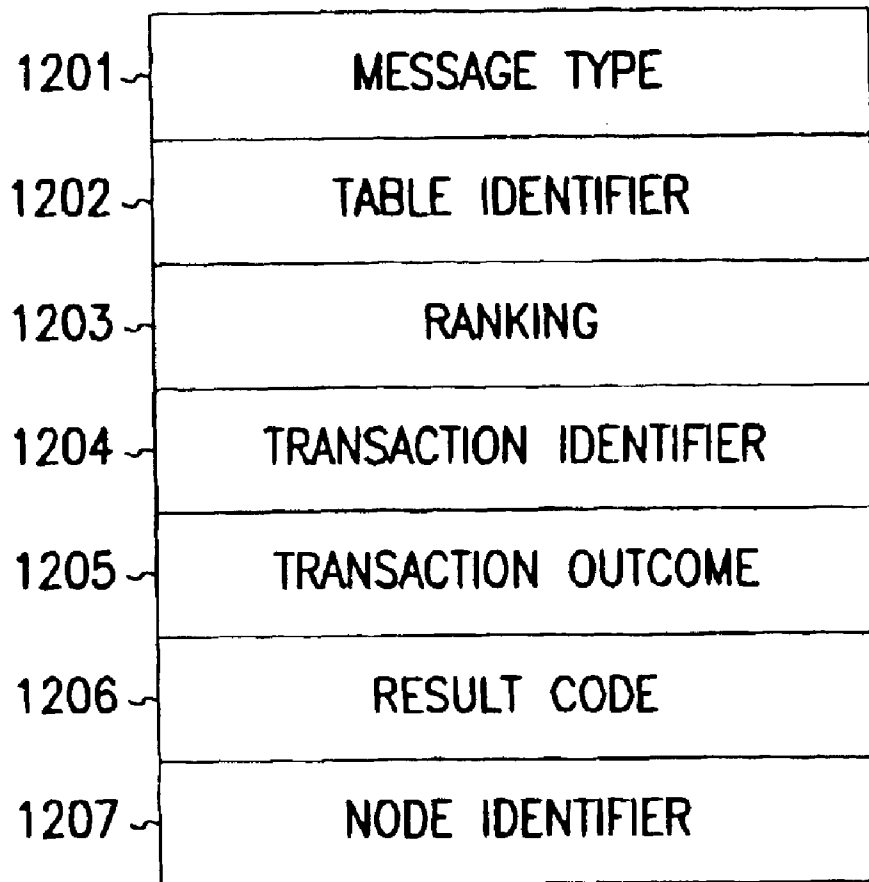 1201 MESSAGE TYPE
1202 TABLE IDENTIFIER
1203 RANKING
1204 TRANSACTION IDENTIFIER
1205 TRANSACTION OUTCOME
1206 RESULT CODE
1207 NODE IDENTIFIER